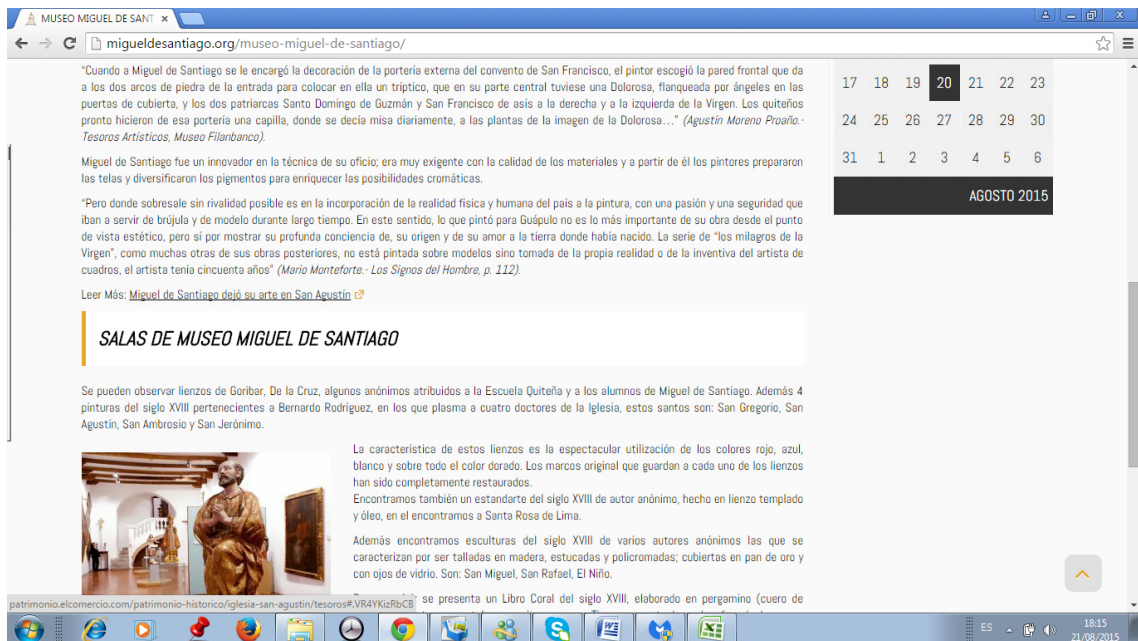 MUSEO MIGUEL DE SANT
migueldesantiago.org/museo-miguel-de-santiago/
“Cuando a Miguel de Santiago se le encargó la decoración de la portería externa del convento de San Francisco, el pintor escogió la pared frontal que da
a los dos arcos de piedra de la entrada para colocar en ella un tríptico, que en su parte central tuviese una Dolorosa, flanqueada por ángeles en las
puertas de cubierta, y los dos patriarcas Santo Domingo de Guzmán y San Francisco de asís a la derecha y a la izquierda de la Virgen. Los quiteños
pronto hicieron de esa portería una capilla, donde se decía misa diariamente, a las plantas de la imagen de la Dolorosa…” (Agustín Moreno Proaño.-
Tesoros Artísticos, Museo Filanbanco).
Miguel de Santiago fue un innovador en la técnica de su oficio; era muy exigente con la calidad de los materiales y a partir de él los pintores prepararon
las telas y diversificaron los pigmentos para enriquecer las posibilidades cromáticas.
“Pero donde sobresale sin rivalidad posible es en la incorporación de la realidad física y humana del país a la pintura, con una pasión y una seguridad que
iban a servir de brújula y de modelo durante largo tiempo. En este sentido, lo que pintó para Guápulo no es lo más importante de su obra desde el punto
de vista estético, pero sí por mostrar su profunda conciencia de, su origen y de su amor a la tierra donde había nacido. La serie de “los milagros de la
Virgen”, como muchas otras de sus obras posteriores, no está pintada sobre modelos sino tomada de la propia realidad o de la inventiva del artista de
cuadros, el artista tenía cincuenta años” (Mario Monteforte.- Los Signos del Hombre, p. 112).
Leer Más: Miguel de Santiago dejó su arte en San Agustín
SALAS DE MUSEO MIGUEL DE SANTIAGO
Se pueden observar lienzos de Goribar, De la Cruz, algunos anónimos atribuidos a la Escuela Quiteña y a los alumnos de Miguel de Santiago. Además 4
pinturas del siglo XVIII pertenecientes a Bernardo Rodríguez, en los que plasma a cuatro doctores de la Iglesia, estos santos son: San Gregorio, San
Agustín, San Ambrosio y San Jerónimo.
La característica de estos lienzos es la espectacular utilización de los colores rojo, azul,
blanco y sobre todo el color dorado. Los marcos original que guardan a cada uno de los lienzos
han sido completamente restaurados.
Encontramos también un estandarte del siglo XVIII de autor anónimo, hecho en lienzo templado
y óleo, en el encontramos a Santa Rosa de Lima.
Además encontramos esculturas del siglo XVIII de varios autores anónimos las que se
caracterizan por ser talladas en madera, estucadas y policromadas; cubiertas en pan de oro y
con ojos de vidrio. Son: San Miguel, San Rafael, El Niño.
se presenta un Libro Coral del siglo XVIII, elaborado en pergamino (cuero de
17 18 19 20 21 22 23
24 25 26 27 28 29 30
31 1 2 3 4 5 6
AGOSTO 2015
patrimonio.elcomercio.com/patrimonio-historico/iglesia-san-agustin/tesoros#.VR4YKizRbCB
ES
18:15
21/08/2015